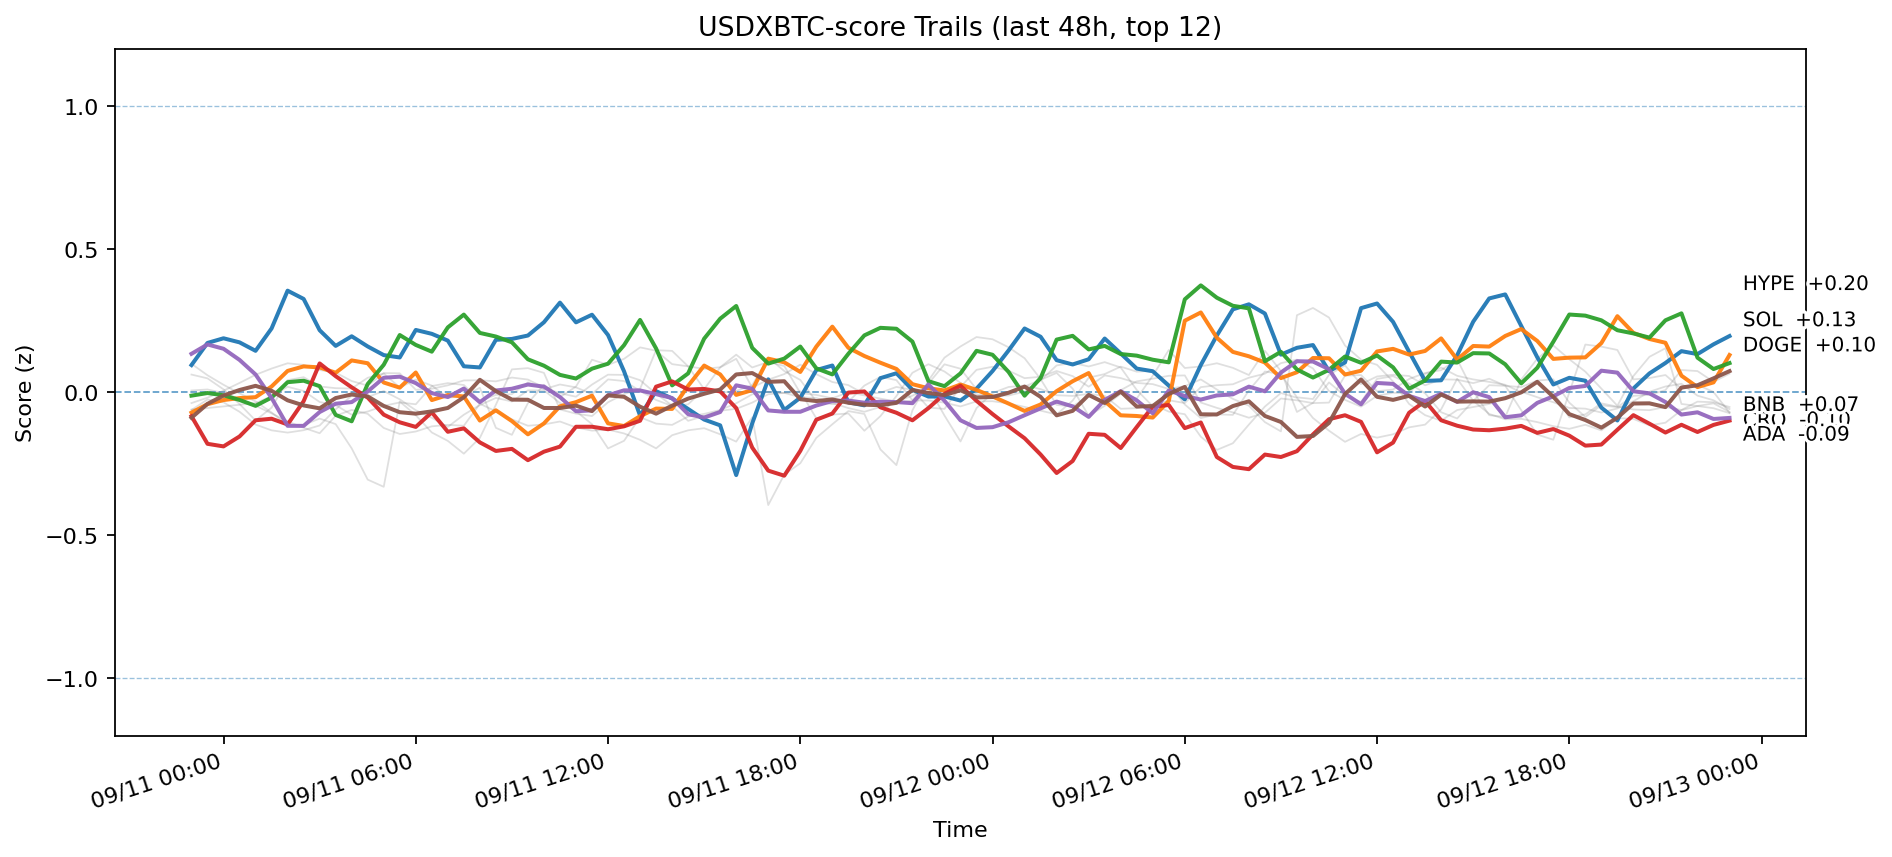 USDXBTC-score Trails (last 48h, top 12)
Score (z)
1.0
0.5
0.0
−0.5
−1.0
HYPE +0.20
SOL +0.13
DOGE +0.10
BNB +0.07
ADA -0.09
09/11 00:00
09/11 06:00
09/11 12:00
09/11 18:00
09/12 00:00
09/12 06:00
09/12 12:00
09/12 18:00
09/13 00:00
Time